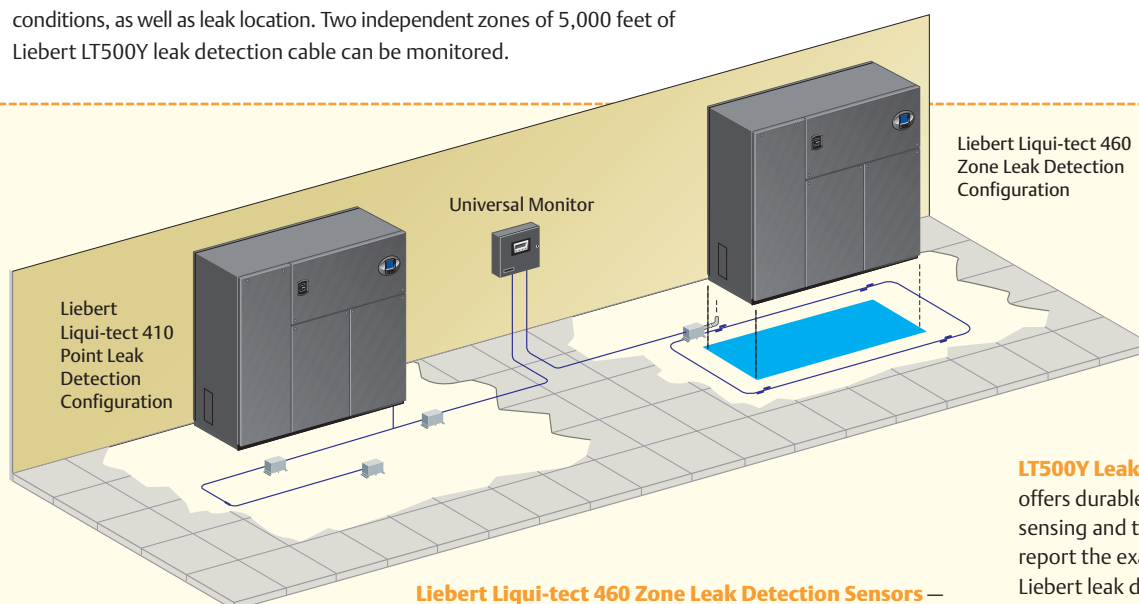 conditions, as well as leak location. Two independent zones of 5,000 feet of
Liebert LT500Y leak detection cable can be monitored.
Liebert Liqui-tect 460
Zone Leak Detection
Configuration
Universal Monitor
Liebert
Liqui-tect 410
Point Leak
Detection
Configuration
LT500Y Leak
offers durable
sensing and t
report the exa
Liebert leak d
Liebert Liqui-tect 460 Zone Leak Detection Sensors —